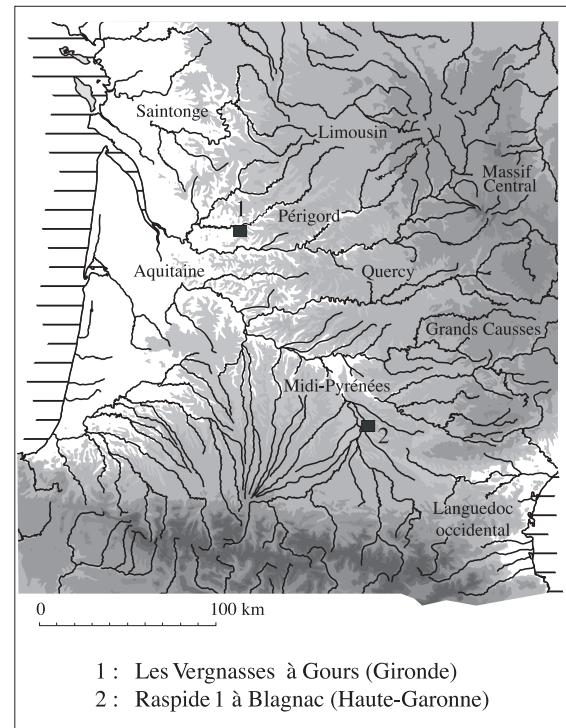 Saintonge
Limousin
Massif
Central
1
Périgord
Aquitaine
Quercy
Grands Causses
Midi-Pyrénées
2
Languedoc
occidental
0 100 km
1 : Les Vergnasses à Gours (Gironde)
2 : Raspide 1 à Blagnac (Haute-Garonne)